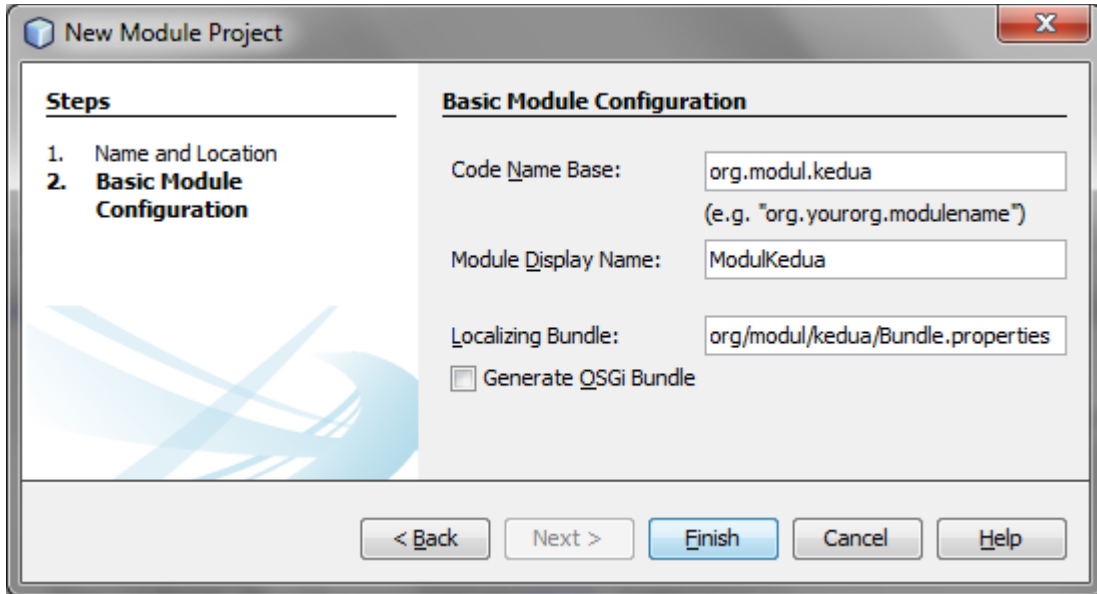 New Module Project
Steps
1. Name and Location
2. Basic Module
Configuration
Basic Module Configuration
Code Name Base: org.modul.kedua
(e.g. "org.yourorg.modulename")
Module Display Name: ModulKedua
Localizing Bundle: org/modul/kedua/Bundle.properties
Generate OSGi Bundle
< Back Next > Finish Cancel Help